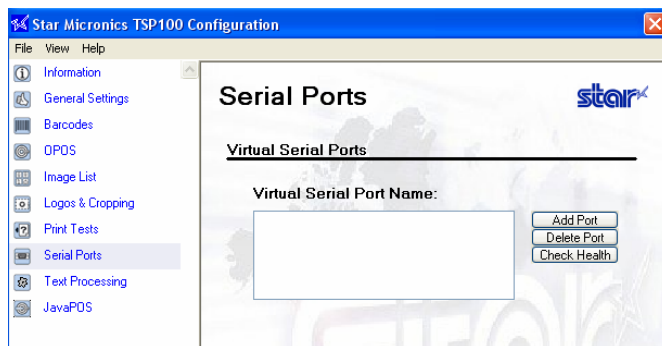 Star Micronics TSP100 Configuration
File View Help
Information
General Settings
Barcodes
OPOS
Image List
Logos & Cropping
Print Tests
Serial Ports
Text Processing
JavaPOS
Serial Ports
star
Virtual Serial Ports
Virtual Serial Port Name:
Add Port
Delete Port
Check Health
star